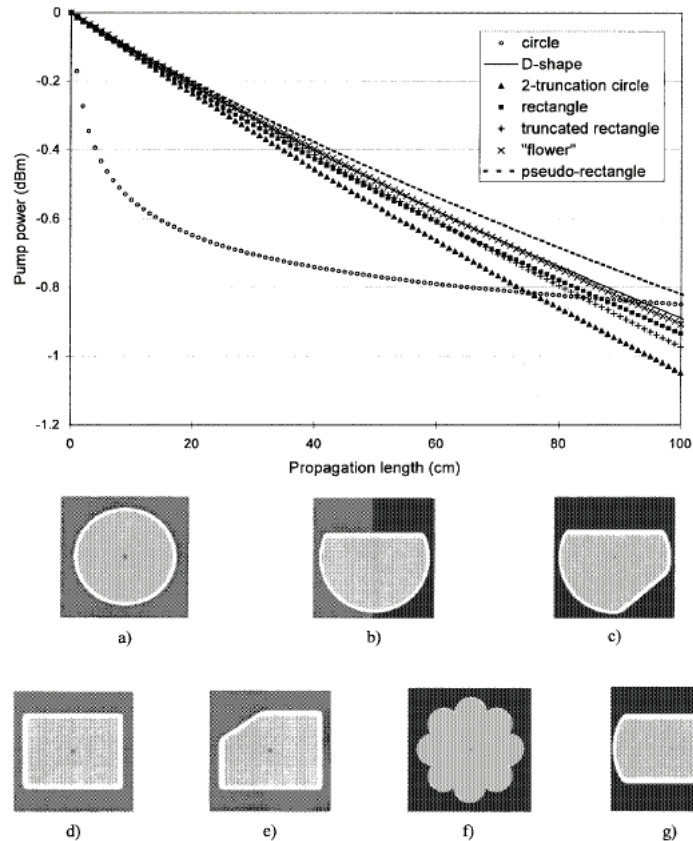 0
-0.2
-0.4
-0.6
-0.8
-1
-1.2
Pump power (dBm)
circle
D-shape
2-truncation circle
rectangle
truncated rectangle
"flower"
pseudo-rectangle
0 20 40 60 80 100
Propagation length (cm)
a) b) c)
d) e) f) g)